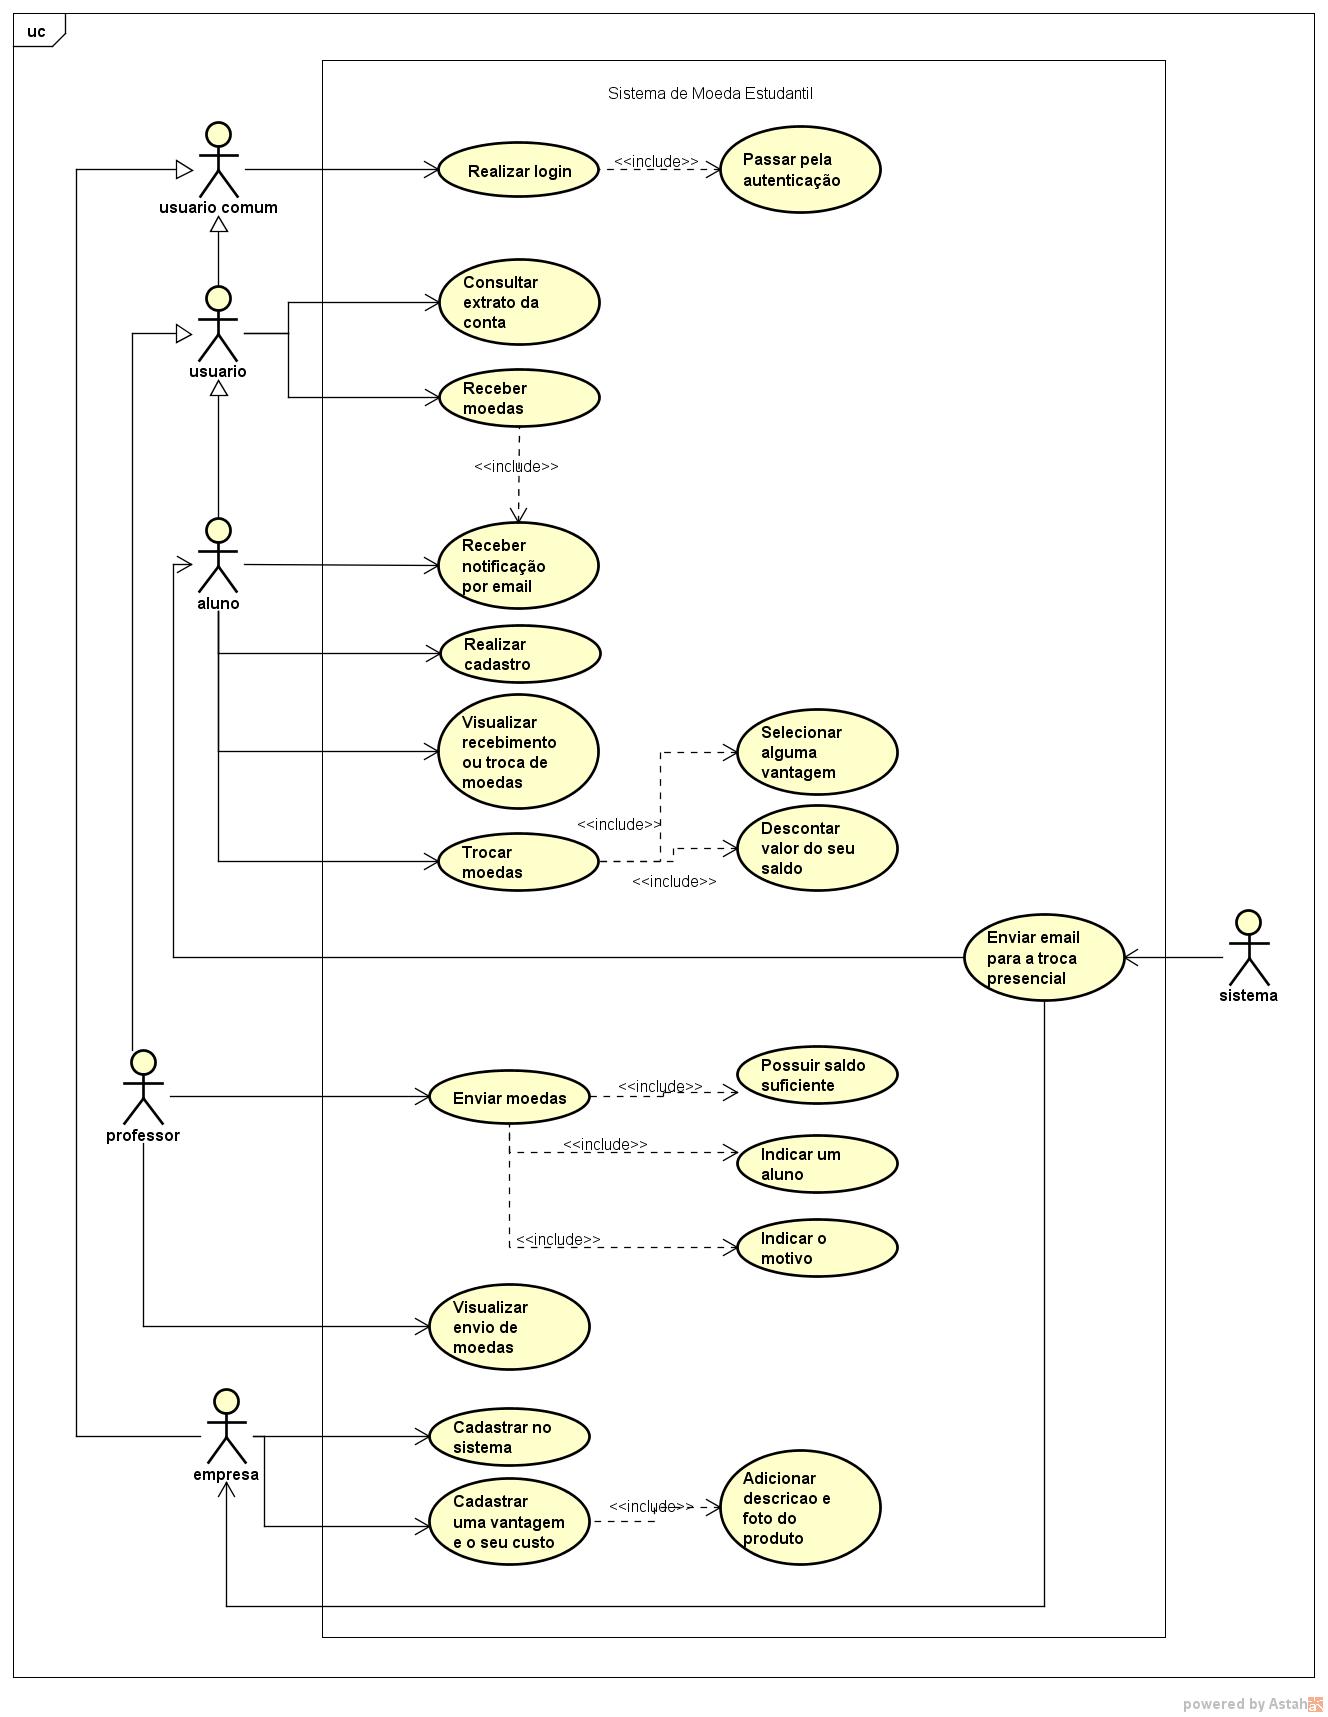 uc
Sistema de Moeda Estudantil
usuario comum
Realizar login
<<include>>
Passar pela
autenticação
usuario
Consultar
extrato da
conta
Receber
moedas
<<include>>
aluno
Receber
notificação
por email
Realizar
cadastro
Visualizar
recebimento
ou troca de
moedas
Selecionar
alguma
vantagem
<<include>>
Trocar
moedas
Descontar
valor do seu
saldo
<<include>>
Enviar email
para a troca
presencial
sistema
professor
Enviar moedas
<<include>>
Possuir saldo
suficiente
<<include>>
Indicar um
aluno
<<include>>
Indicar o
motivo
Visualizar
envio de
moedas
empresa
Cadastrar no
sistema
Cadastrar
uma vantagem
e o seu custo
<<include>>
Adicionar
descricao e
foto do
produto
powered by Astah